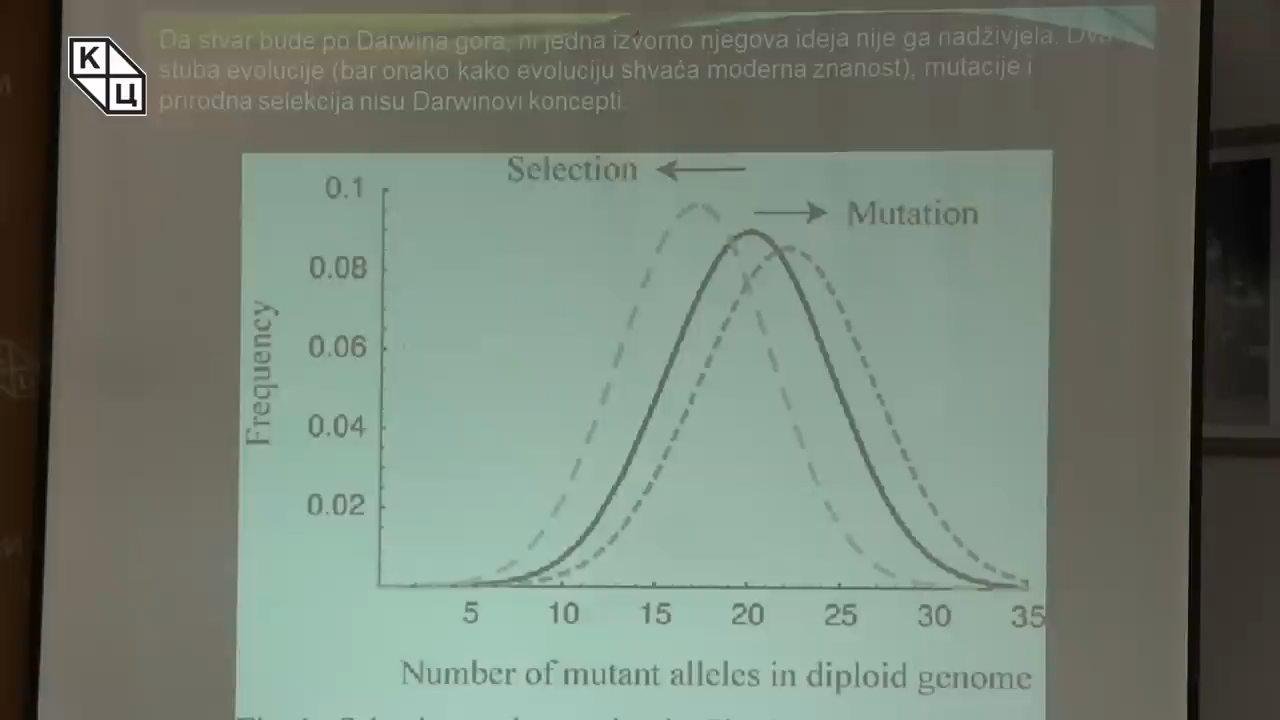 Da stvar bude po Darwina gora, ni jedna izvorno njegova ideja nije ga nadživjela. Dva
stuba evolucije (bar onako kako evoluciju shvaća moderna znanost), mutacije i
prirodna selekcija nisu Darwinovi koncepti.
К
Ц
Selection
Mutation
0.1
0.08
0.06
0.04
0.02
Frequency
5 10 15 20 25 30 35
Number of mutant alleles in diploid genome